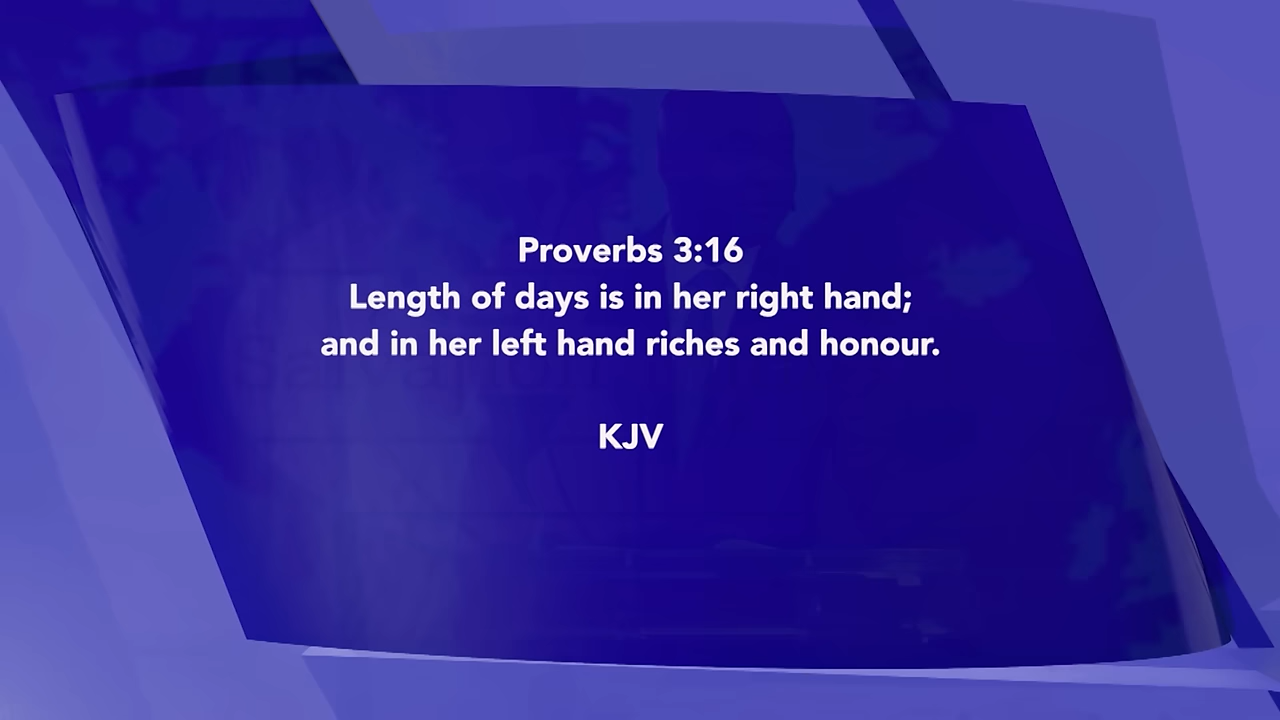 Proverbs 3:16
Length of days is in her right hand;
and in her left hand riches and honour.
KJV